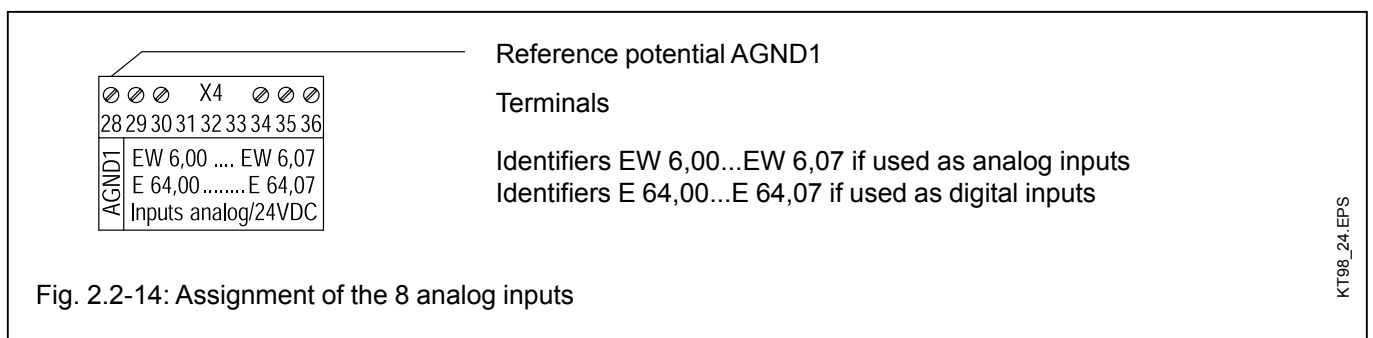 Reference potential AGND1
X4
Terminals
28 29 30 31 32 33 34 35 36
AGND1
EW 6,00 .... EW 6,07
Identifiers EW 6,00...EW 6,07 if used as analog inputs
E 64,00........E 64,07
Identifiers E 64,00...E 64,07 if used as digital inputs
Inputs analog/24VDC
KT98_24.EPS
Fig. 2.2-14: Assignment of the 8 analog inputs